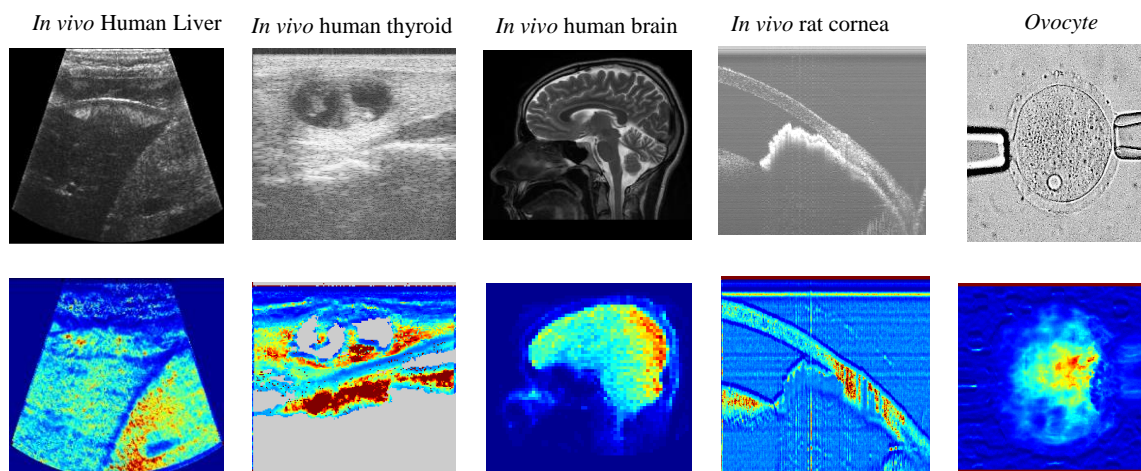 In vivo Human Liver
In vivo human thyroid
In vivo human brain
In vivo rat cornea
Ovocyte